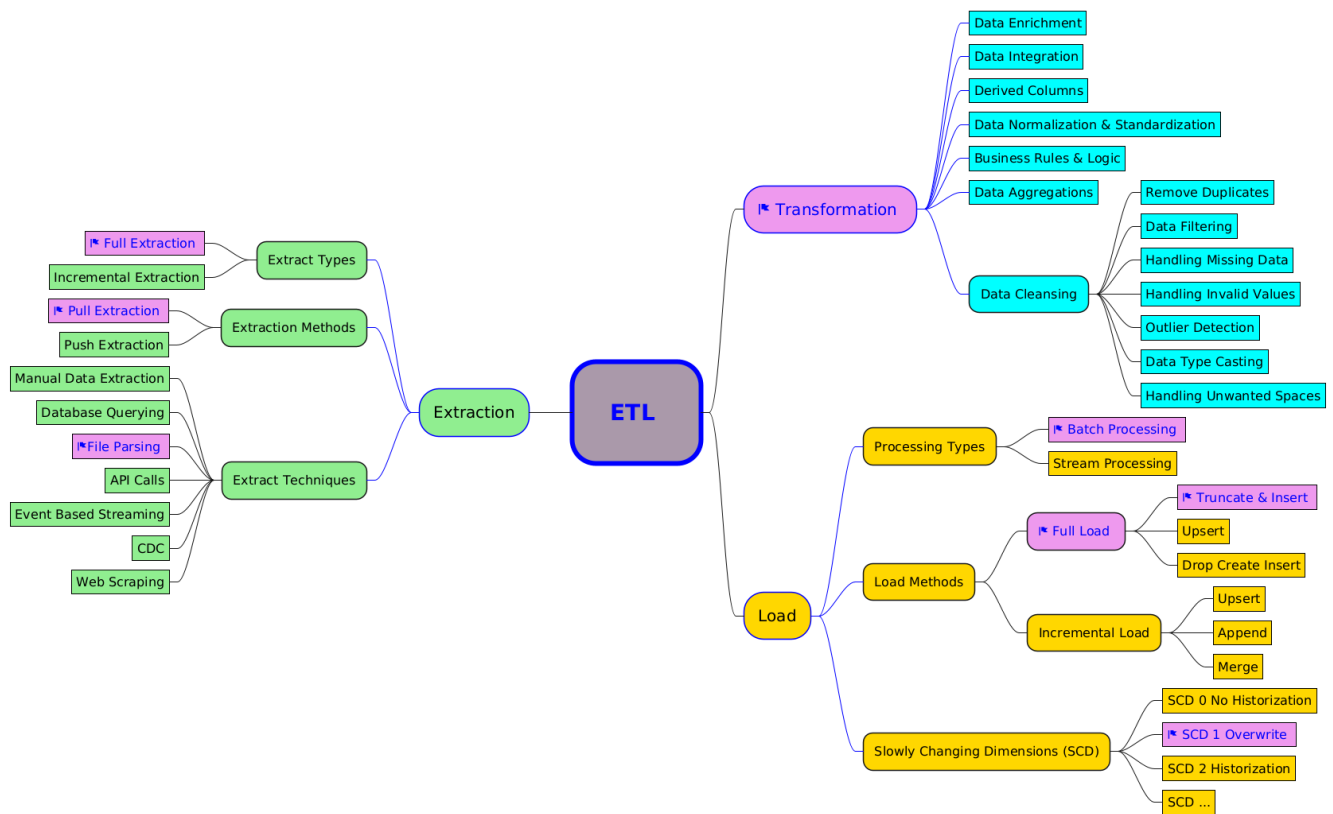 ETL
Extraction
Extract Types
Full Extraction
Incremental Extraction
Extraction Methods
Pull Extraction
Push Extraction
Extract Techniques
Manual Data Extraction
Database Querying
File Parsing
API Calls
Event Based Streaming
CDC
Web Scraping
Transformation
Data Enrichment
Data Integration
Derived Columns
Data Normalization & Standardization
Business Rules & Logic
Data Aggregations
Data Cleansing
Remove Duplicates
Data Filtering
Handling Missing Data
Handling Invalid Values
Outlier Detection
Data Type Casting
Handling Unwanted Spaces
Load
Processing Types
Batch Processing
Stream Processing
Load Methods
Full Load
Truncate & Insert
Upsert
Drop Create Insert
Incremental Load
Upsert
Append
Merge
Slowly Changing Dimensions (SCD)
SCD 0 No Historization
SCD 1 Overwrite
SCD 2 Historization
SCD ...